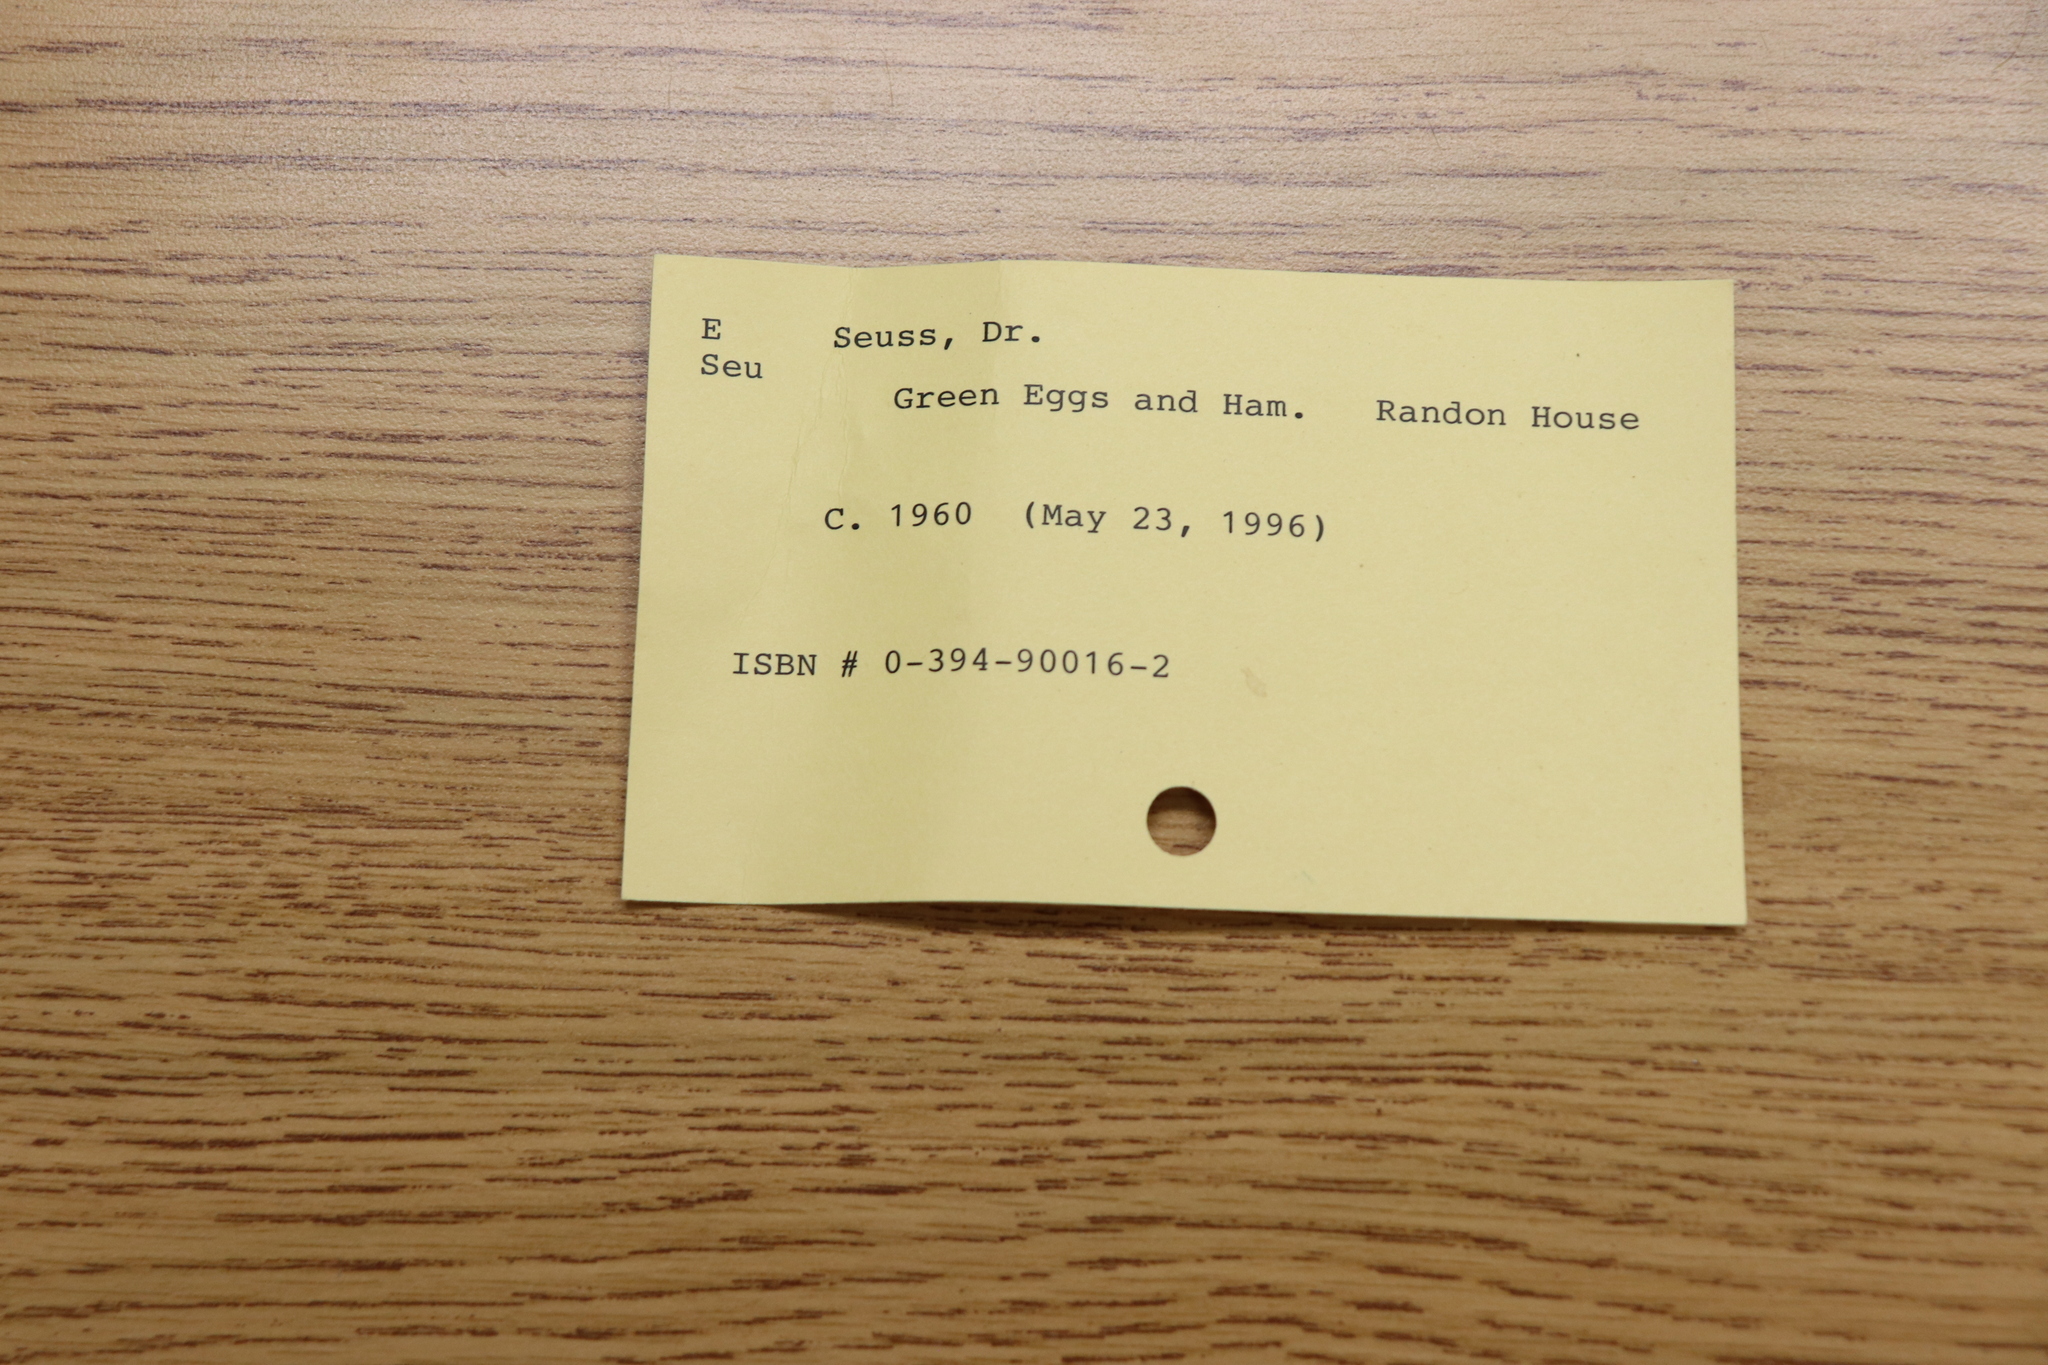 E Seuss, Dr.
Seu
Green Eggs and Ham. Randon House
C. 1960 (May 23, 1996)
ISBN # 0-394-90016-2